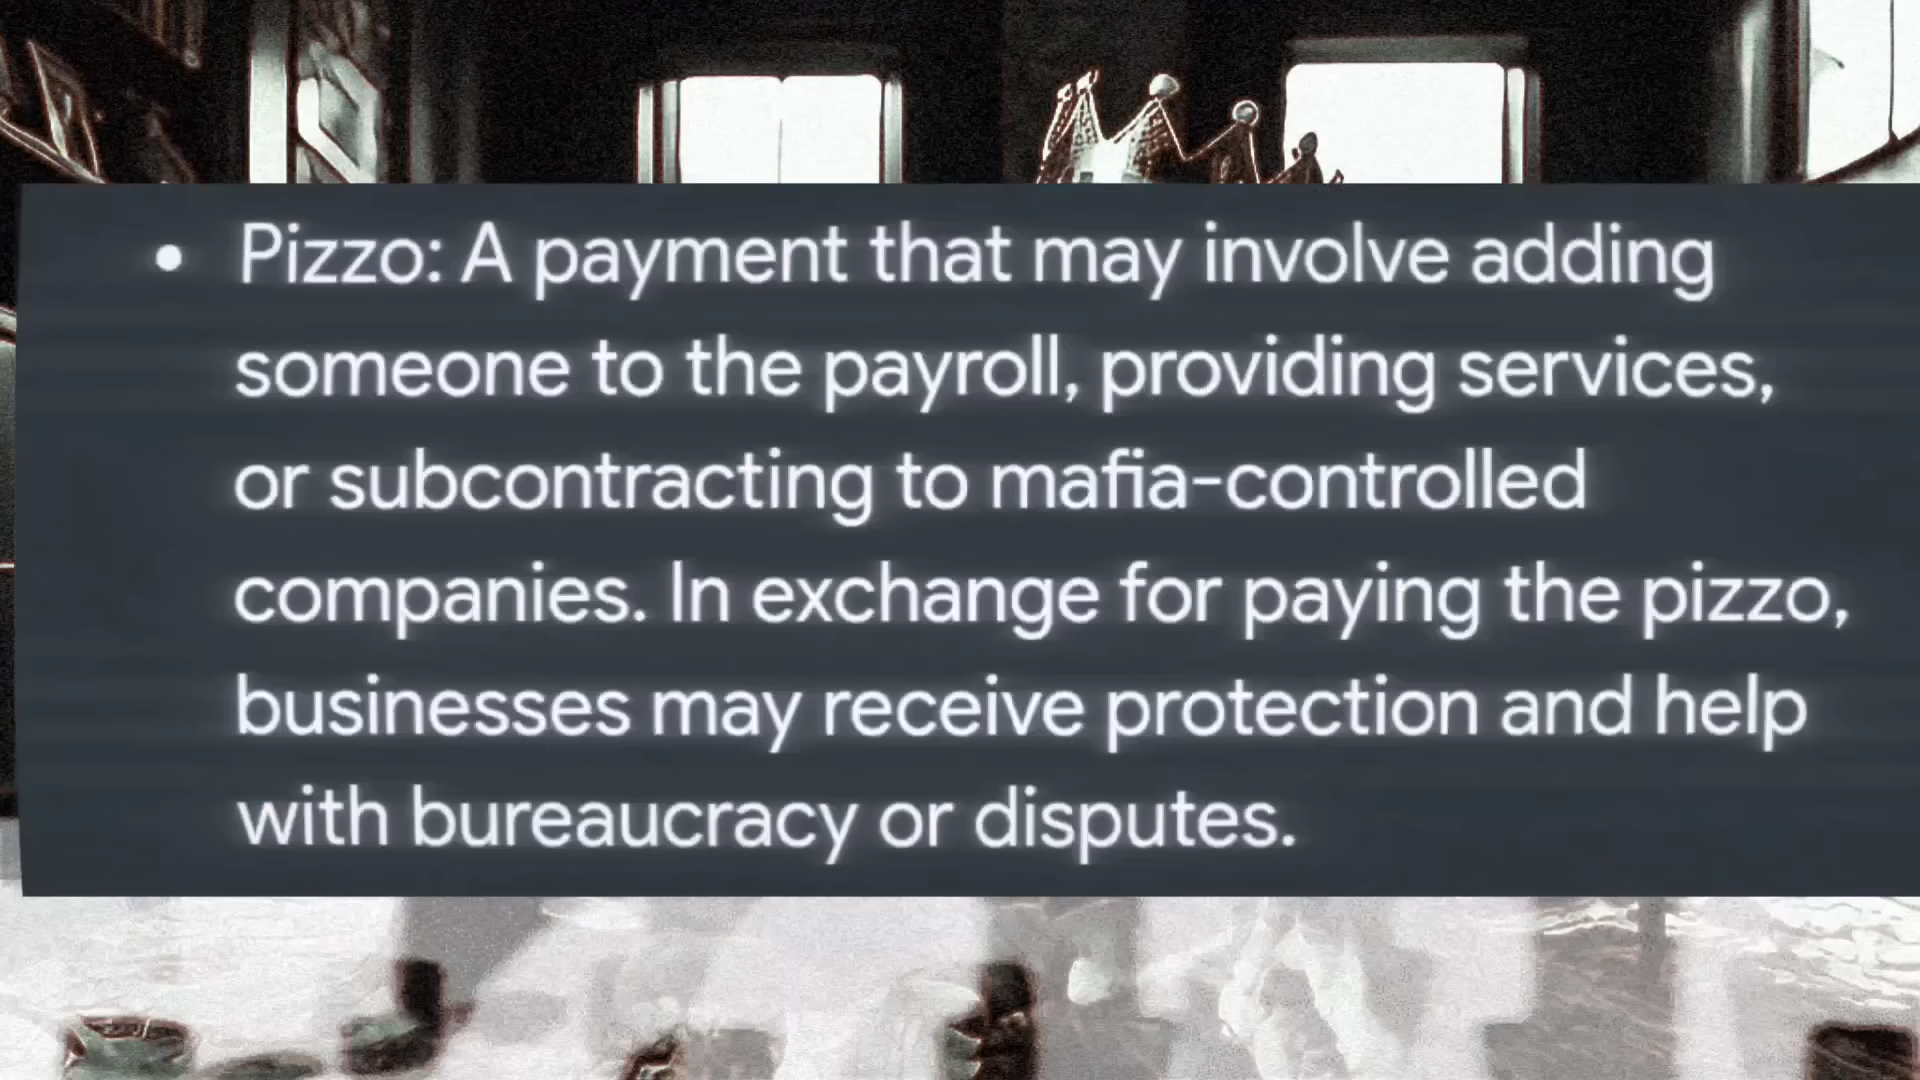 • Pizzo: A payment that may involve adding
someone to the payroll, providing services,
or subcontracting to mafia-controlled
companies. In exchange for paying the pizzo,
businesses may receive protection and help
with bureaucracy or disputes.